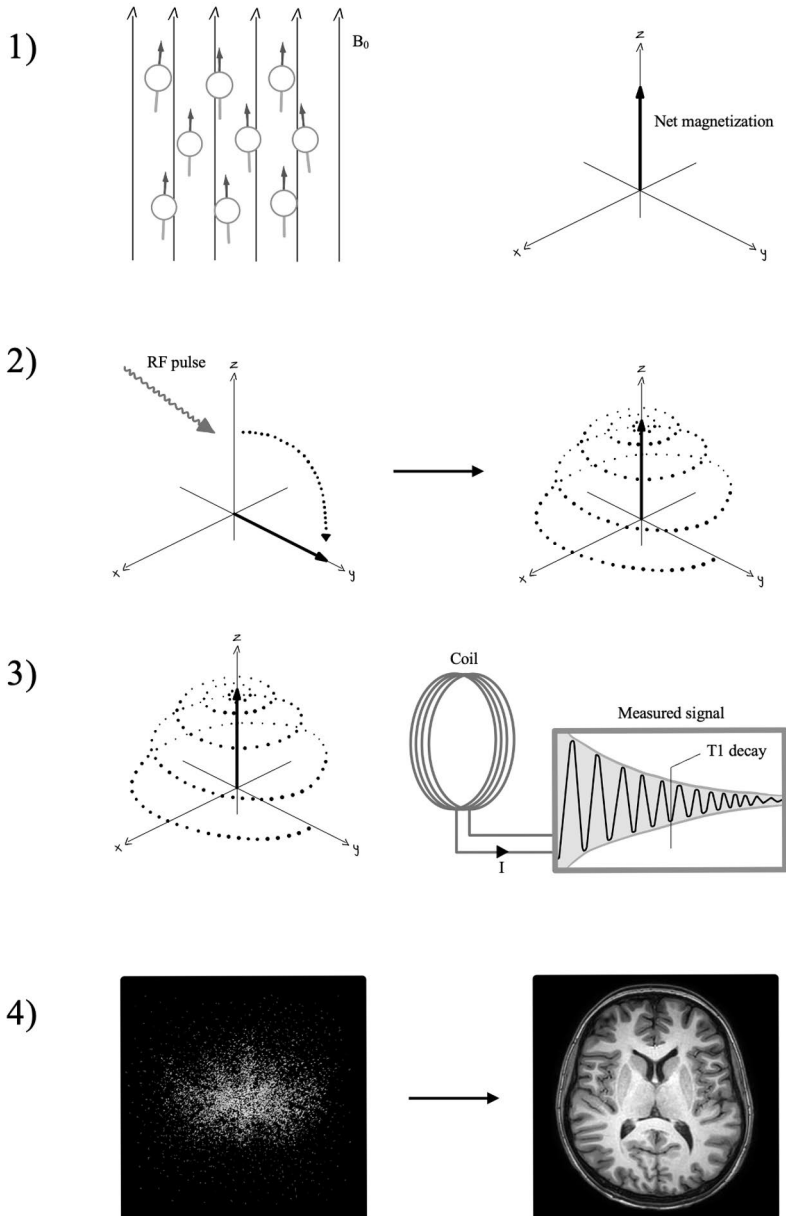 1)
B₀
z
Net magnetization
x
y
2)
RF pulse
z
x
y
z
x
y
3)
z
x
y
Coil
I
Measured signal
T1 decay
4)